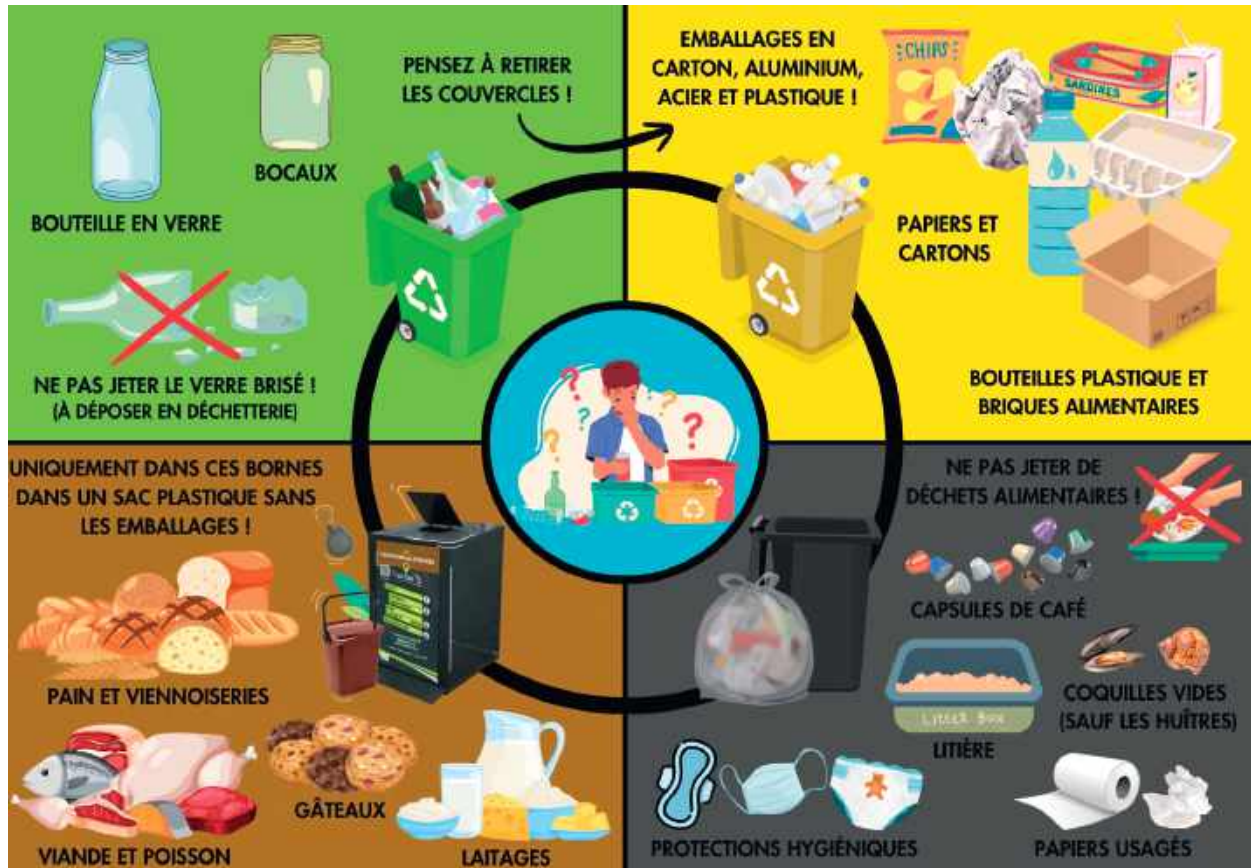 PENSEZ À RETIRER
LES COUVERCLES !
BOCAUX
BOUTEILLE EN VERRE
NE PAS JETER LE VERRE BRISÉ !
(À DÉPOSER EN DÉCHETTERIE)
EMBALLAGES EN
CARTON, ALUMINIUM,
ACIER ET PLASTIQUE !
CHIPS
SARDINES
PAPIERS ET
CARTONS
BOUTEILLES PLASTIQUE ET
BRIQUES ALIMENTAIRES
UNIQUEMENT DANS CES BORNES
DANS UN SAC PLASTIQUE SANS
LES EMBALLAGES !
PAIN ET VIENNOISERIES
GÂTEAUX
VIANDE ET POISSON
LAITAGES
NE PAS JETER DE
DÉCHETS ALIMENTAIRES !
CAPSULES DE CAFÉ
LITTER BOX
LITIÈRE
COQUILLES VIDES
(SAUF LES HUÎTRES)
PROTECTIONS HYGIÉNIQUES
PAPIERS USAGÉS